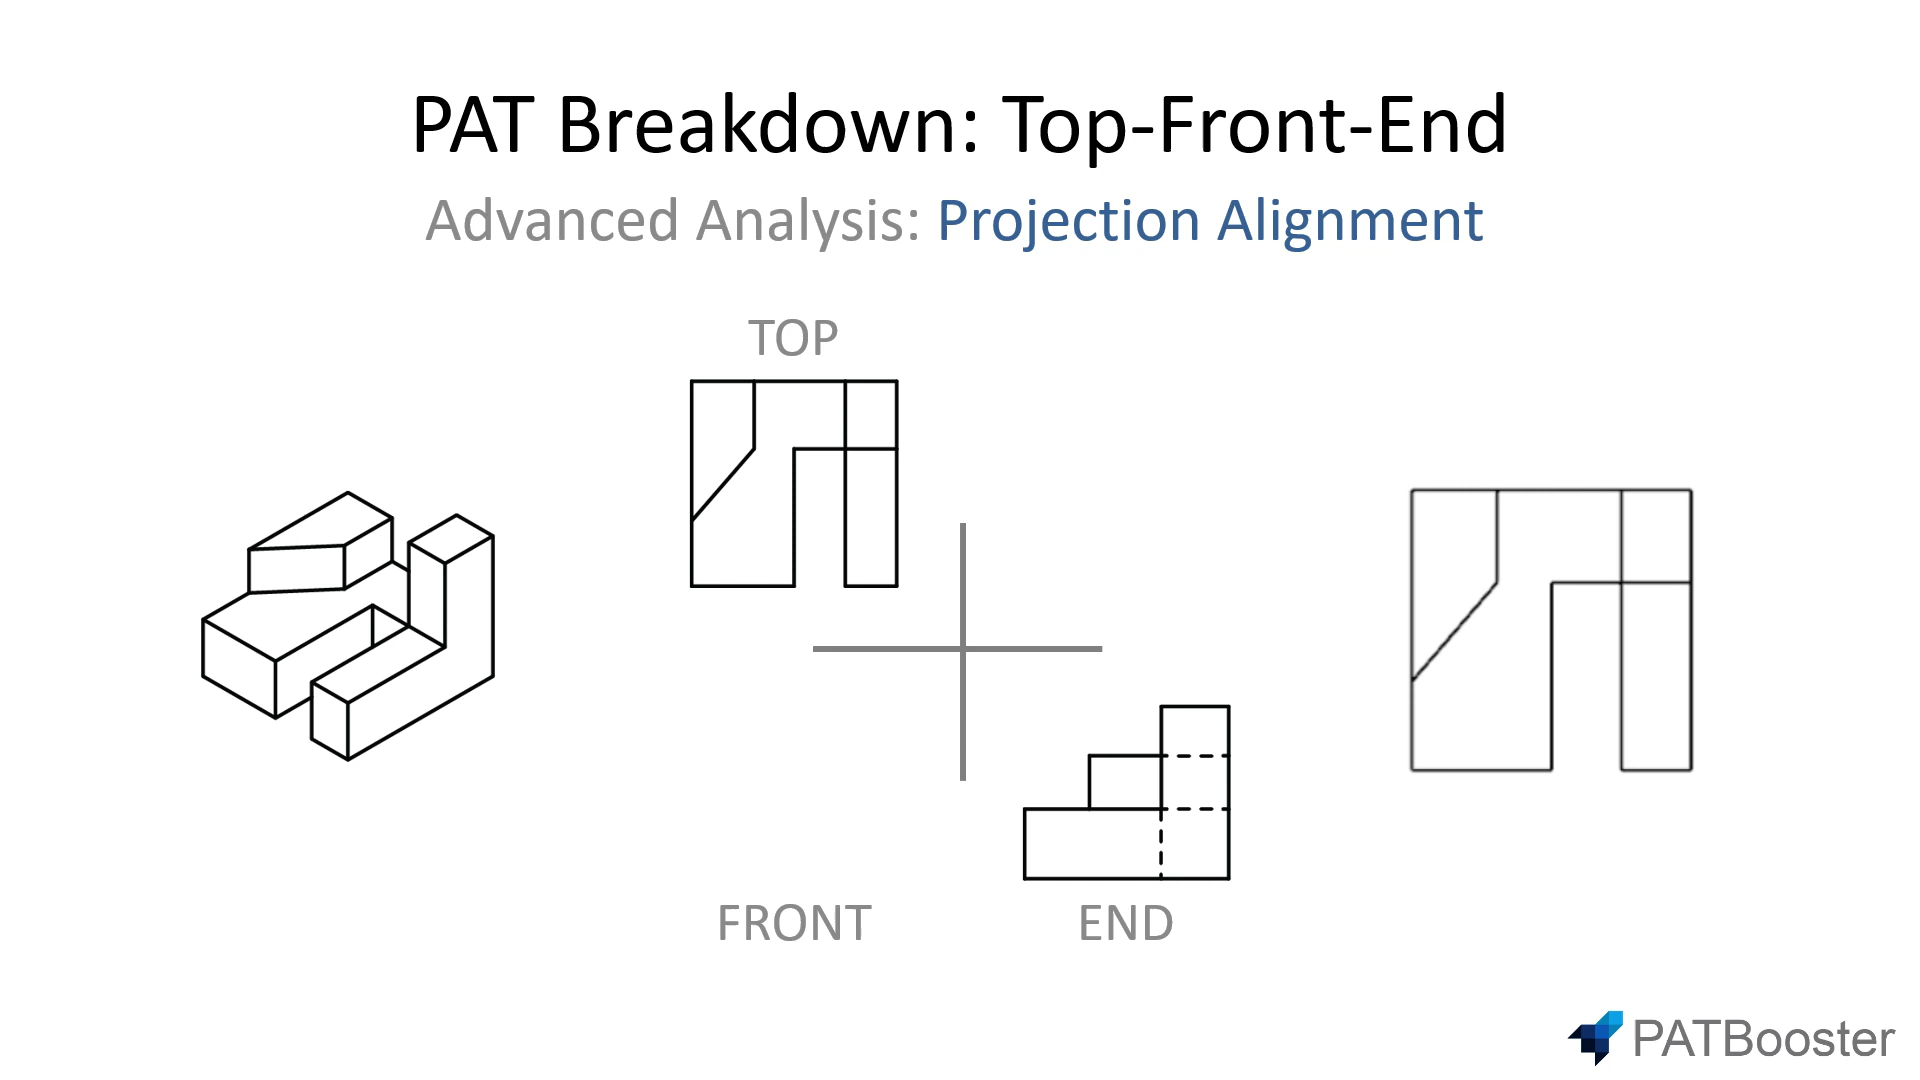 PAT Breakdown: Top-Front-End
Advanced Analysis: Projection Alignment
TOP
FRONT
END
PATBooster